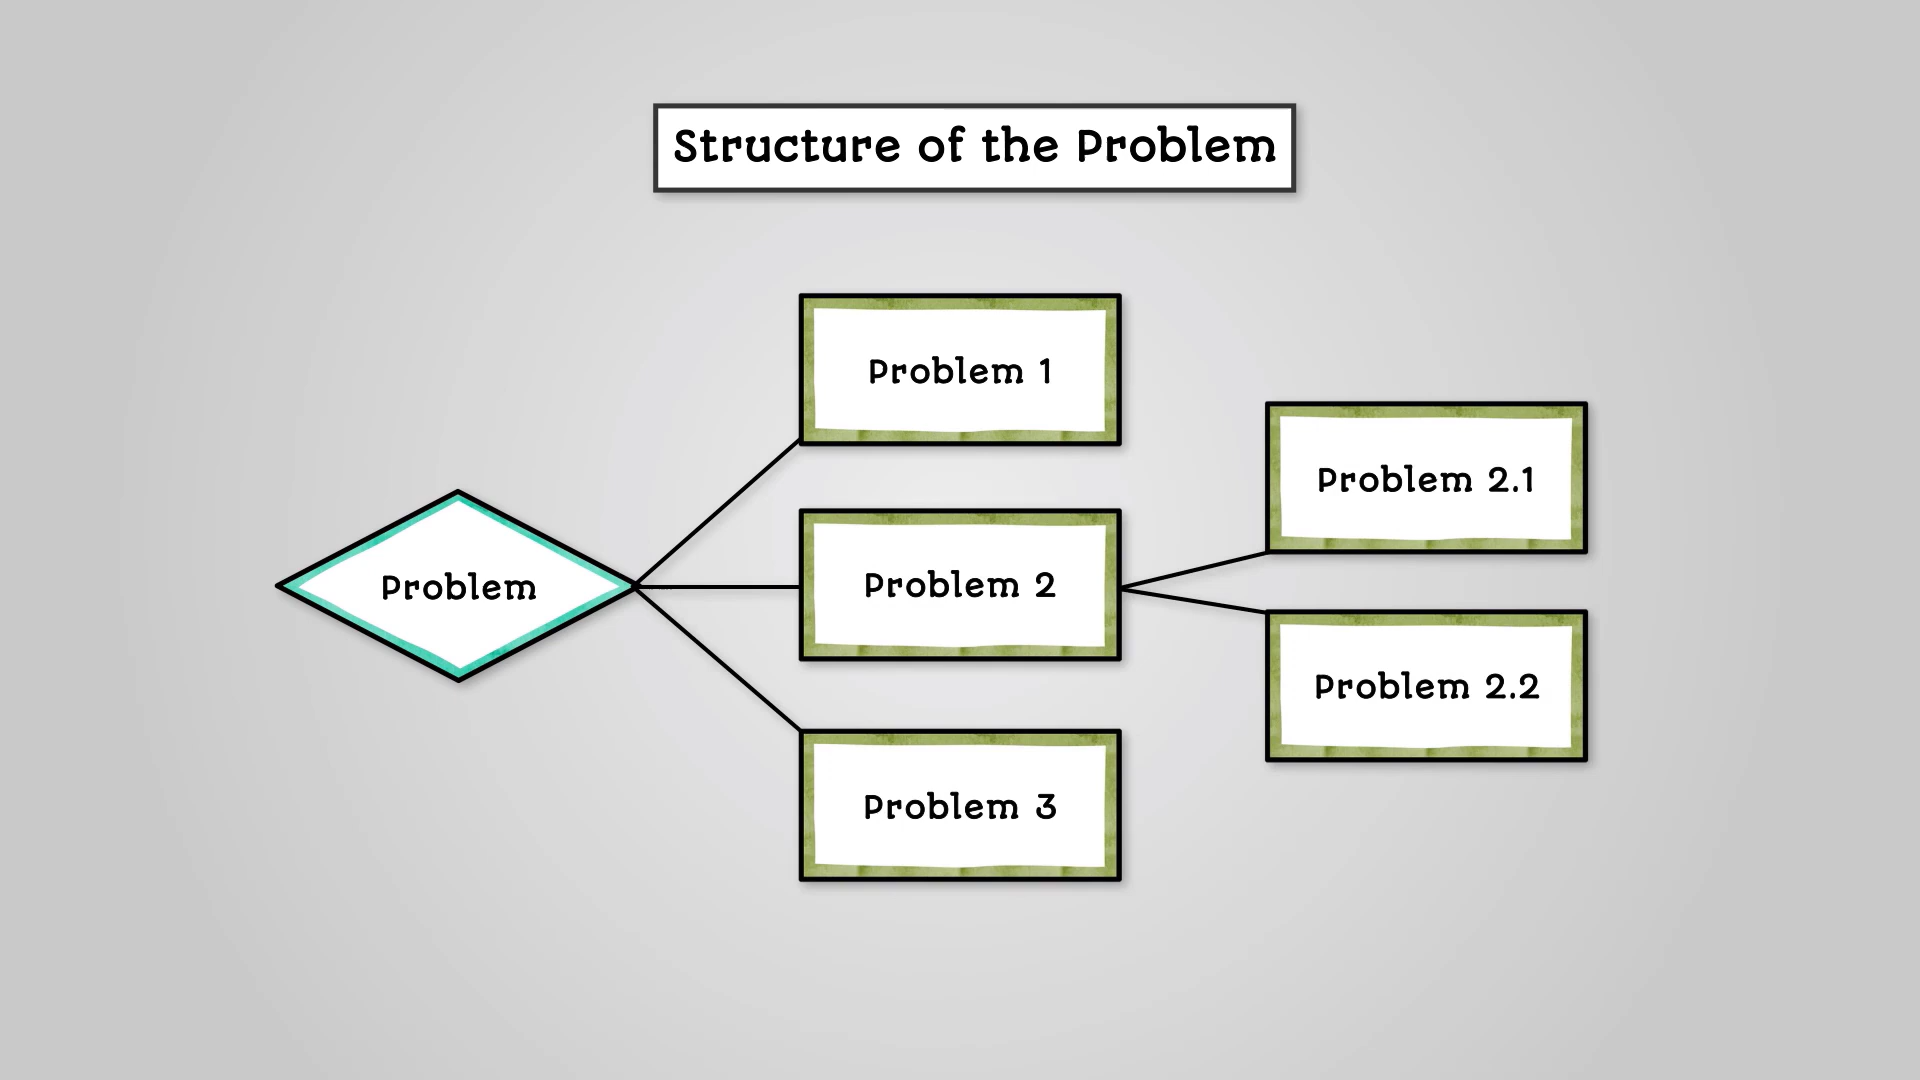 Structure of the Problem
Problem
Problem 1
Problem 2
Problem 3
Problem 2.1
Problem 2.2